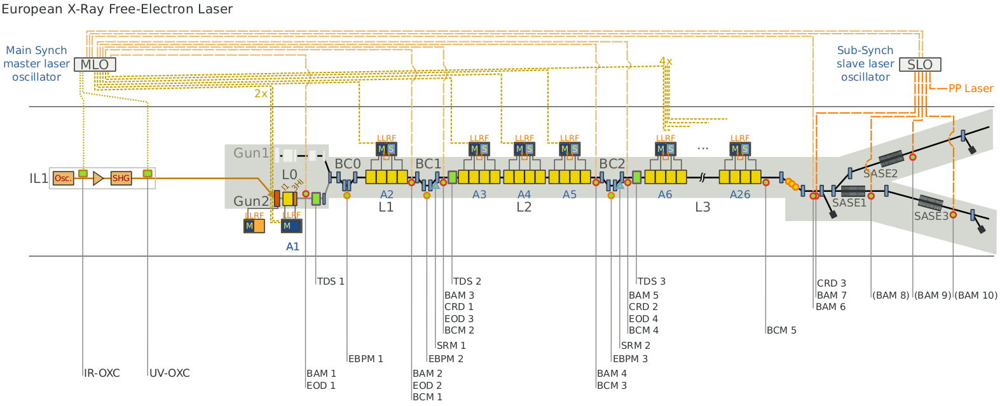 European X-Ray Free-Electron Laser
Main Synch
master laser
oscillator
MLO
Sub-Synch
slave laser
oscillator
SLO
PP Laser
4x
2x
IL1
Osc.
SHG
Gun1
Gun2
L0
I1
3HI
LLRF
M
LLRF
M
A1
BC0
LLRF
M S
A2
L1
BC1
LLRF
M S
A3
LLRF
M S
A4
L2
LLRF
M S
A5
BC2
LLRF
M S
A6
...
L3
LLRF
M S
A26
SASE2
SASE1
SASE3
TDS 1
TDS 2
TDS 3
BAM 3
CRD 1
EOD 3
BCM 2
BAM 5
CRD 2
EOD 4
BCM 4
CRD 3
BAM 7
BAM 6
(BAM 8)
(BAM 9)
(BAM 10)
BCM 5
SRM 1
SRM 2
EBPM 1
EBPM 2
EBPM 3
IR-OXC
UV-OXC
BAM 1
EOD 1
BAM 2
EOD 2
BCM 1
BAM 4
BCM 3